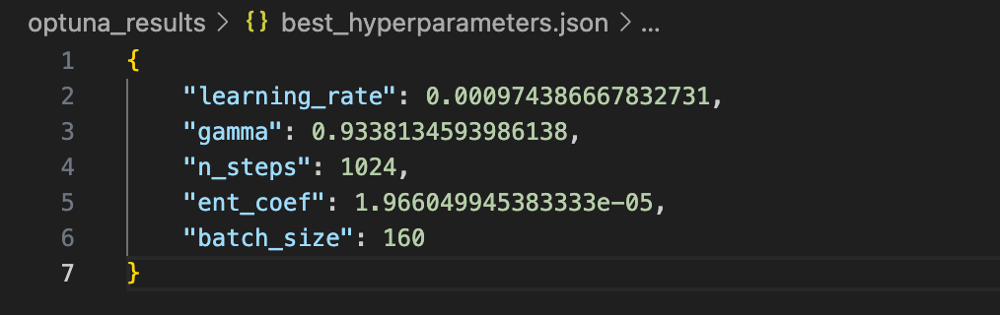 optuna_results > {} best_hyperparameters.json > ...
1 {
2 "learning_rate": 0.000974386667832731,
3 "gamma": 0.9338134593986138,
4 "n_steps": 1024,
5 "ent_coef": 1.966049945383333e-05,
6 "batch_size": 160
7 }